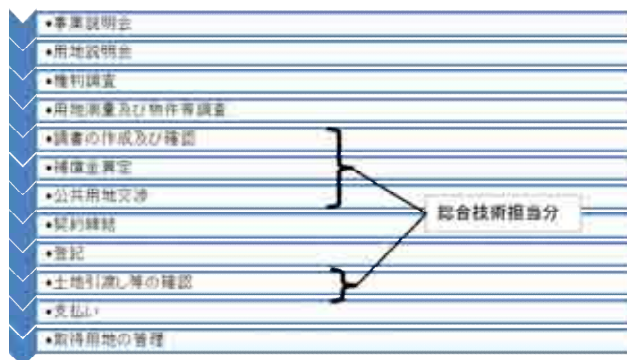 •事業説明会
•用地説明会
•権利調査
•用地測量及び物件等調査
•調書の作成及び確認
•補償金算定
•公共用地交渉
•契約締結
•登記
•土地引渡し等の確認
•支払い
•取得用地の管理
総合技術担当分